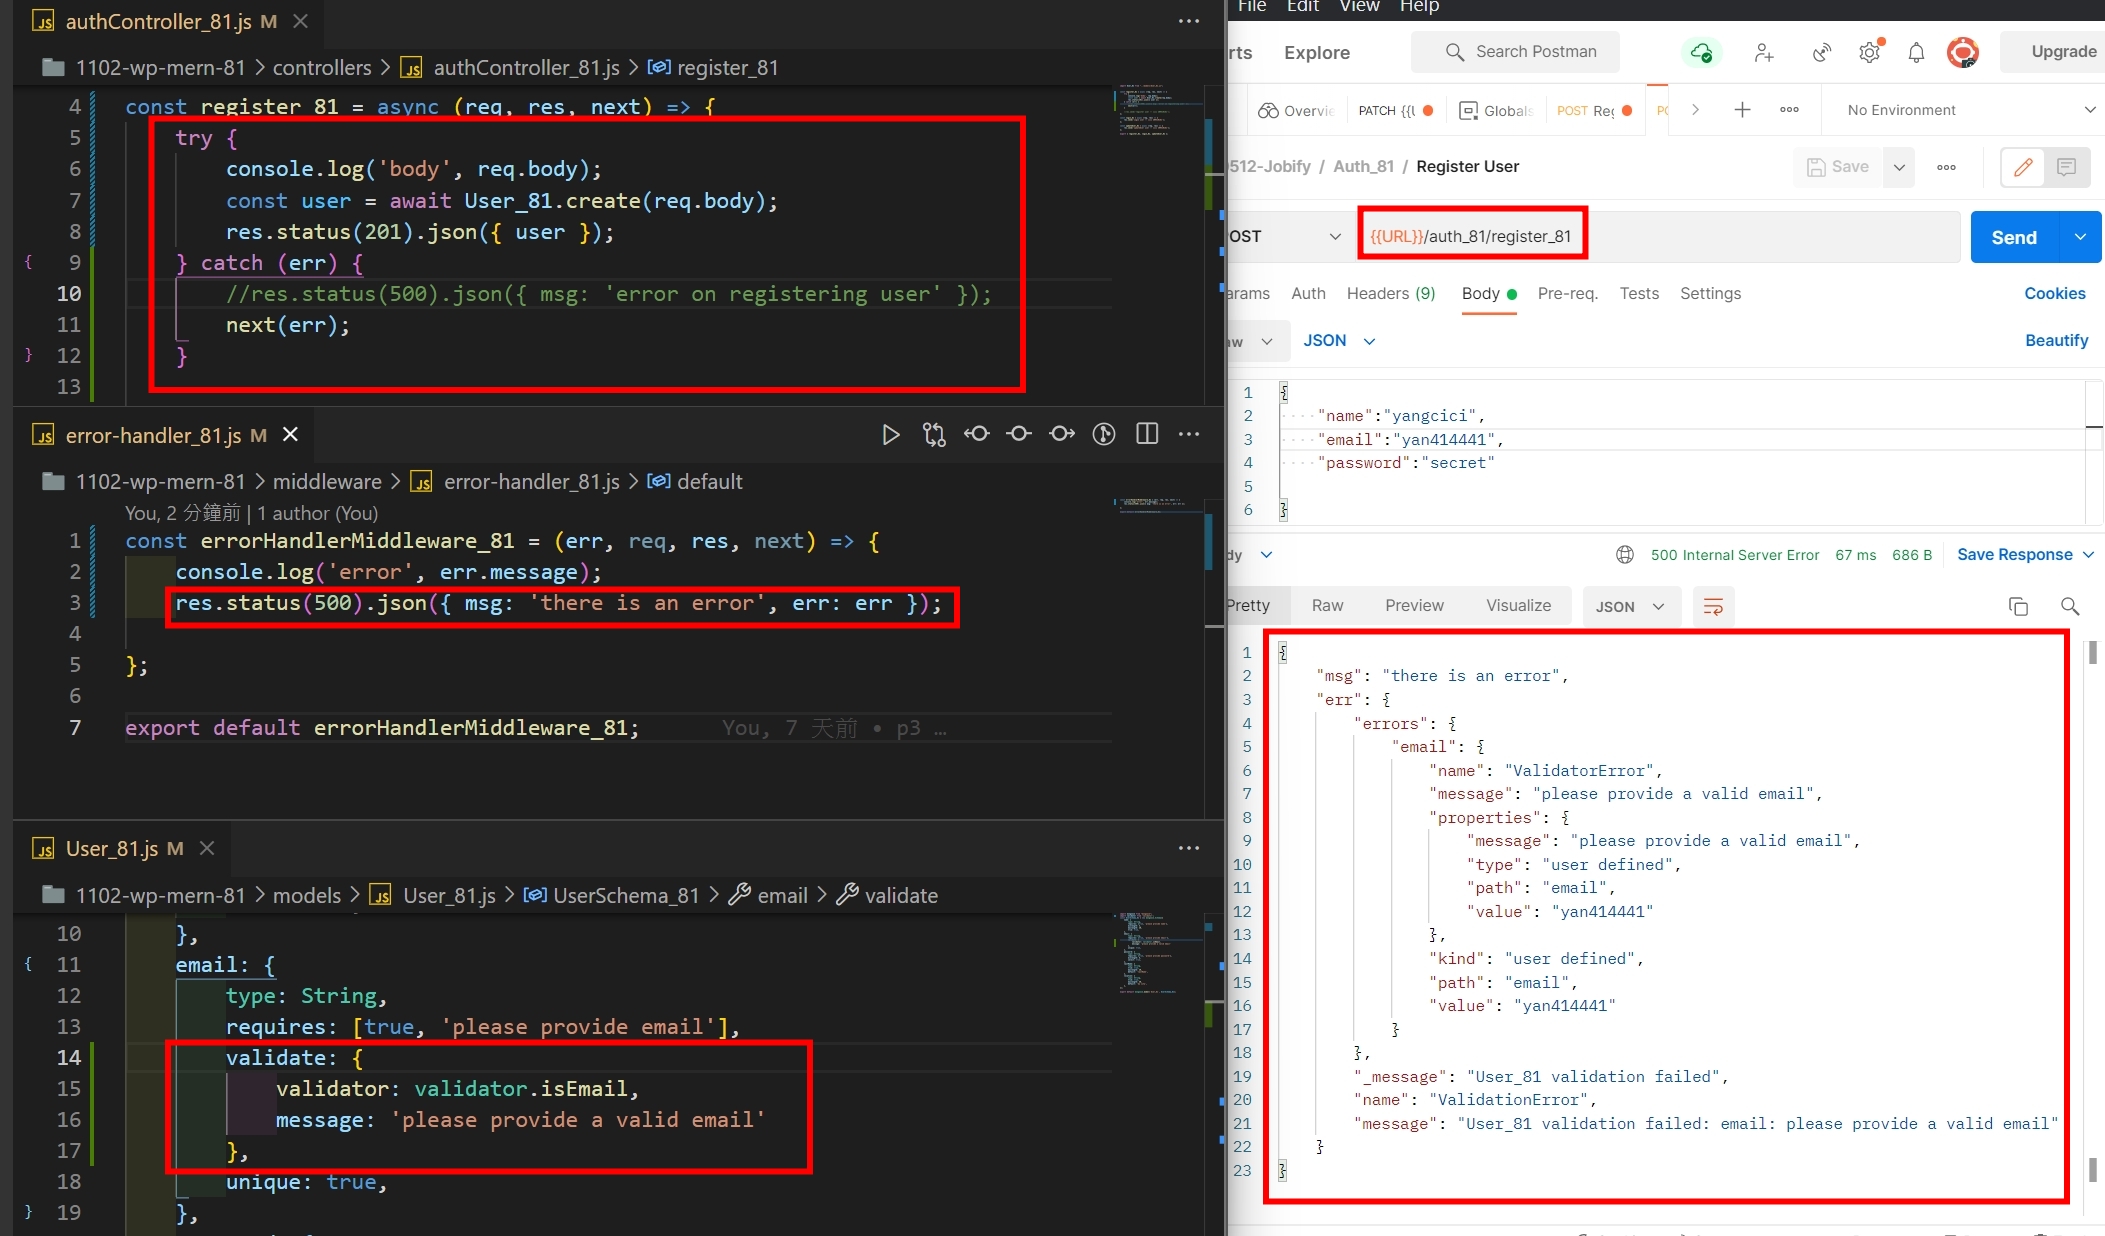 authController_81.js M
1102-wp-mern-81 > controllers > authController_81.js > register_81
4 const register_81 = async (req, res, next) => {
5 try {
6 console.log('body', req.body);
7 const user = await User_81.create(req.body);
8 res.status(201).json({ user });
9 } catch (err) {
10 //res.status(500).json({ msg: 'error on registering user' });
11 next(err);
12 }
13
error-handler_81.js M
1102-wp-mern-81 > middleware > error-handler_81.js > default
You, 2 分鐘前 | 1 author (You)
1 const errorHandlerMiddleware_81 = (err, req, res, next) => {
2 console.log('error', err.message);
3 res.status(500).json({ msg: 'there is an error', err: err });
4
5 };
6
7 export default errorHandlerMiddleware_81; You, 7 天前 • p3 …
User_81.js M
1102-wp-mern-81 > models > User_81.js > UserSchema_81 > email > validate
10 },
11 email: {
12 type: String,
13 requires: [true, 'please provide email'],
14 validate: {
15 validator: validator.isEmail,
16 message: 'please provide a valid email'
17 },
18 unique: true,
19 },
File Edit View Help
rts Explore Search Postman Upgrade
Overvie PATCH {{U Globals POST Reg PO No Environment
512-Jobify / Auth_81 / Register User Save
OST {{URL}}/auth_81/register_81 Send
arams Auth Headers (9) Body Pre-req. Tests Settings Cookies
aw JSON Beautify
1 {
2 "name":"yangcici",
3 "email":"yan414441",
4 "password":"secret"
5
6 }
dy 500 Internal Server Error 67 ms 686 B Save Response
Pretty Raw Preview Visualize JSON
1 {
2 "msg": "there is an error",
3 "err": {
4 "errors": {
5 "email": {
6 "name": "ValidatorError",
7 "message": "please provide a valid email",
8 "properties": {
9 "message": "please provide a valid email",
10 "type": "user defined",
11 "path": "email",
12 "value": "yan414441"
13 },
14 "kind": "user defined",
15 "path": "email",
16 "value": "yan414441"
17 }
18 },
19 "_message": "User_81 validation failed",
20 "name": "ValidationError",
21 "message": "User_81 validation failed: email: please provide a valid email"
22 }
23 }